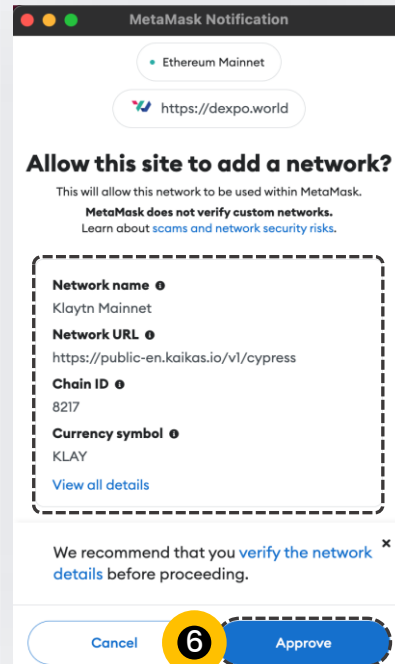 MetaMask Notification
Ethereum Mainnet
https://dexpo.world
Allow this site to add a network?
This will allow this network to be used within MetaMask.
MetaMask does not verify custom networks.
Learn about scams and network security risks.
Network name
Klaytn Mainnet
Network URL
https://public-en.kaikas.io/v1/cypress
Chain ID
8217
Currency symbol
KLAY
View all details
We recommend that you verify the network
details before proceeding.
Cancel 6 Approve